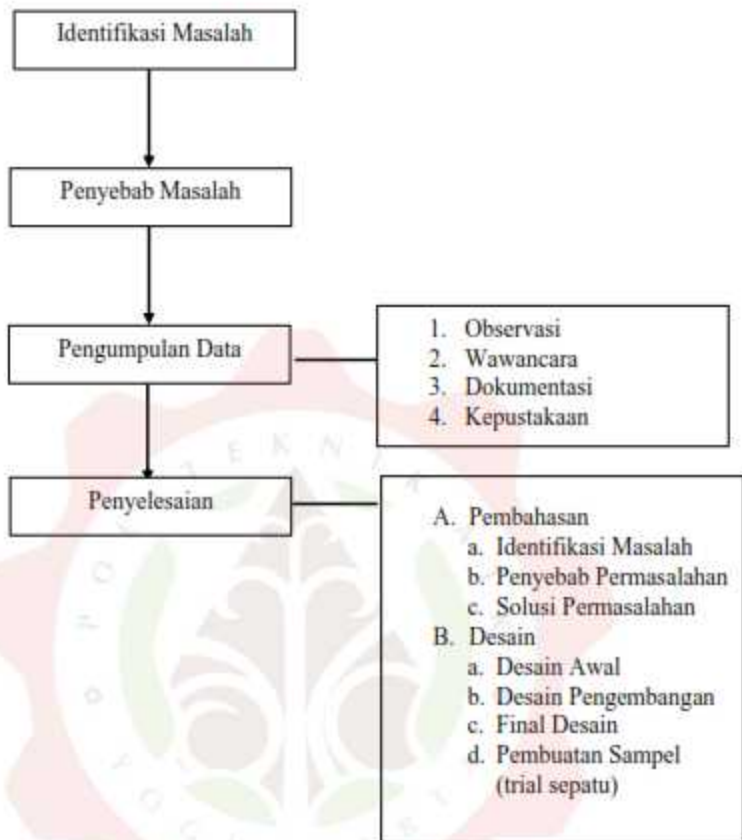 Identifikasi Masalah
Penyebab Masalah
Pengumpulan Data
1. Observasi
2. Wawancara
3. Dokumentasi
4. Kepustakaan
Penyelesaian
A. Pembahasan
a. Identifikasi Masalah
b. Penyebab Permasalahan
c. Solusi Permasalahan
B. Desain
a. Desain Awal
b. Desain Pengembangan
c. Final Desain
d. Pembuatan Sampel
(trial sepatu)